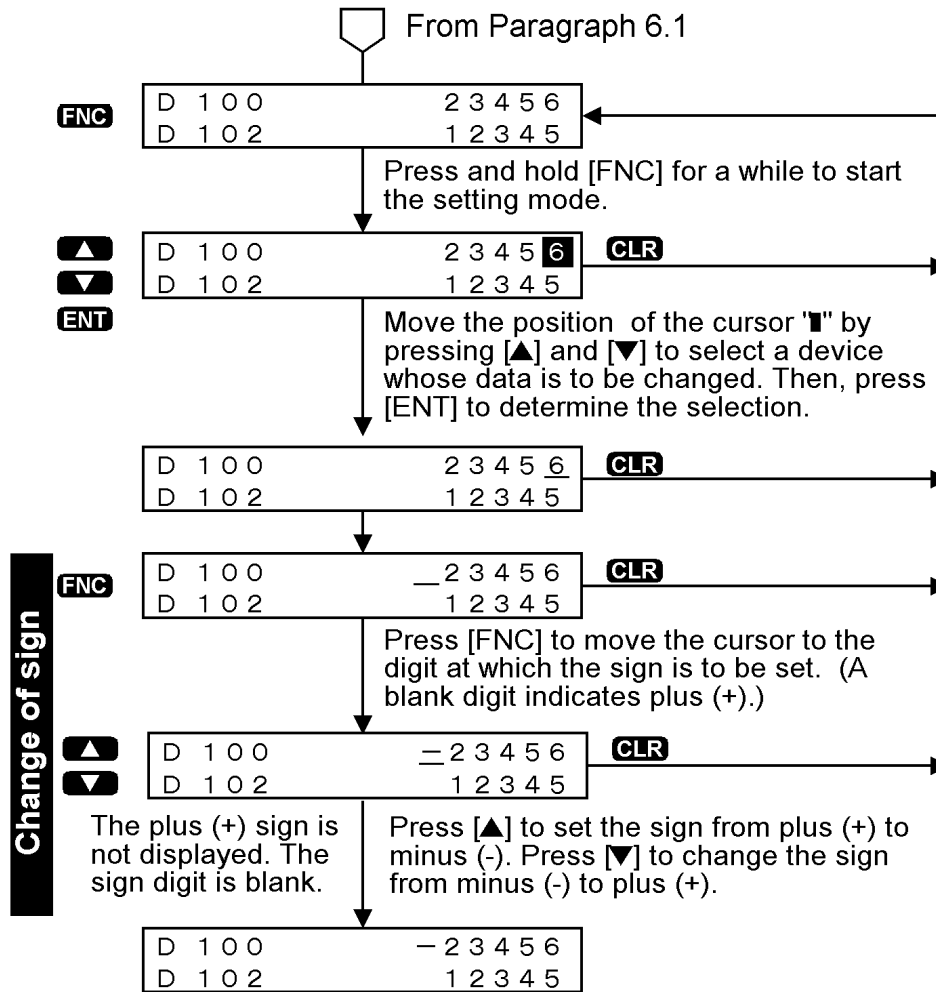 From Paragraph 6.1
FNC
D 100 23456
D 102 12345
Press and hold [FNC] for a while to start
the setting mode.
▲
▼
ENT
D 100 23456
D 102 12345
CLR
Move the position of the cursor "▮" by
pressing [▲] and [▼] to select a device
whose data is to be changed. Then, press
[ENT] to determine the selection.
D 100 23456
D 102 12345
CLR
Change of sign
FNC
D 100 _23456
D 102 12345
CLR
Press [FNC] to move the cursor to the
digit at which the sign is to be set. (A
blank digit indicates plus (+).)
▲
▼
D 100 -23456
D 102 12345
CLR
The plus (+) sign is
not displayed. The
sign digit is blank.
Press [▲] to set the sign from plus (+) to
minus (-). Press [▼] to change the sign
from minus (-) to plus (+).
D 100 -23456
D 102 12345